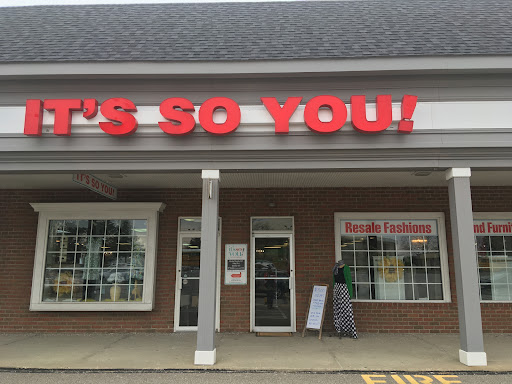 IT'S SO YOU!
IT'S SO YOU!
Resale Fashions
nd Furni
FIRE